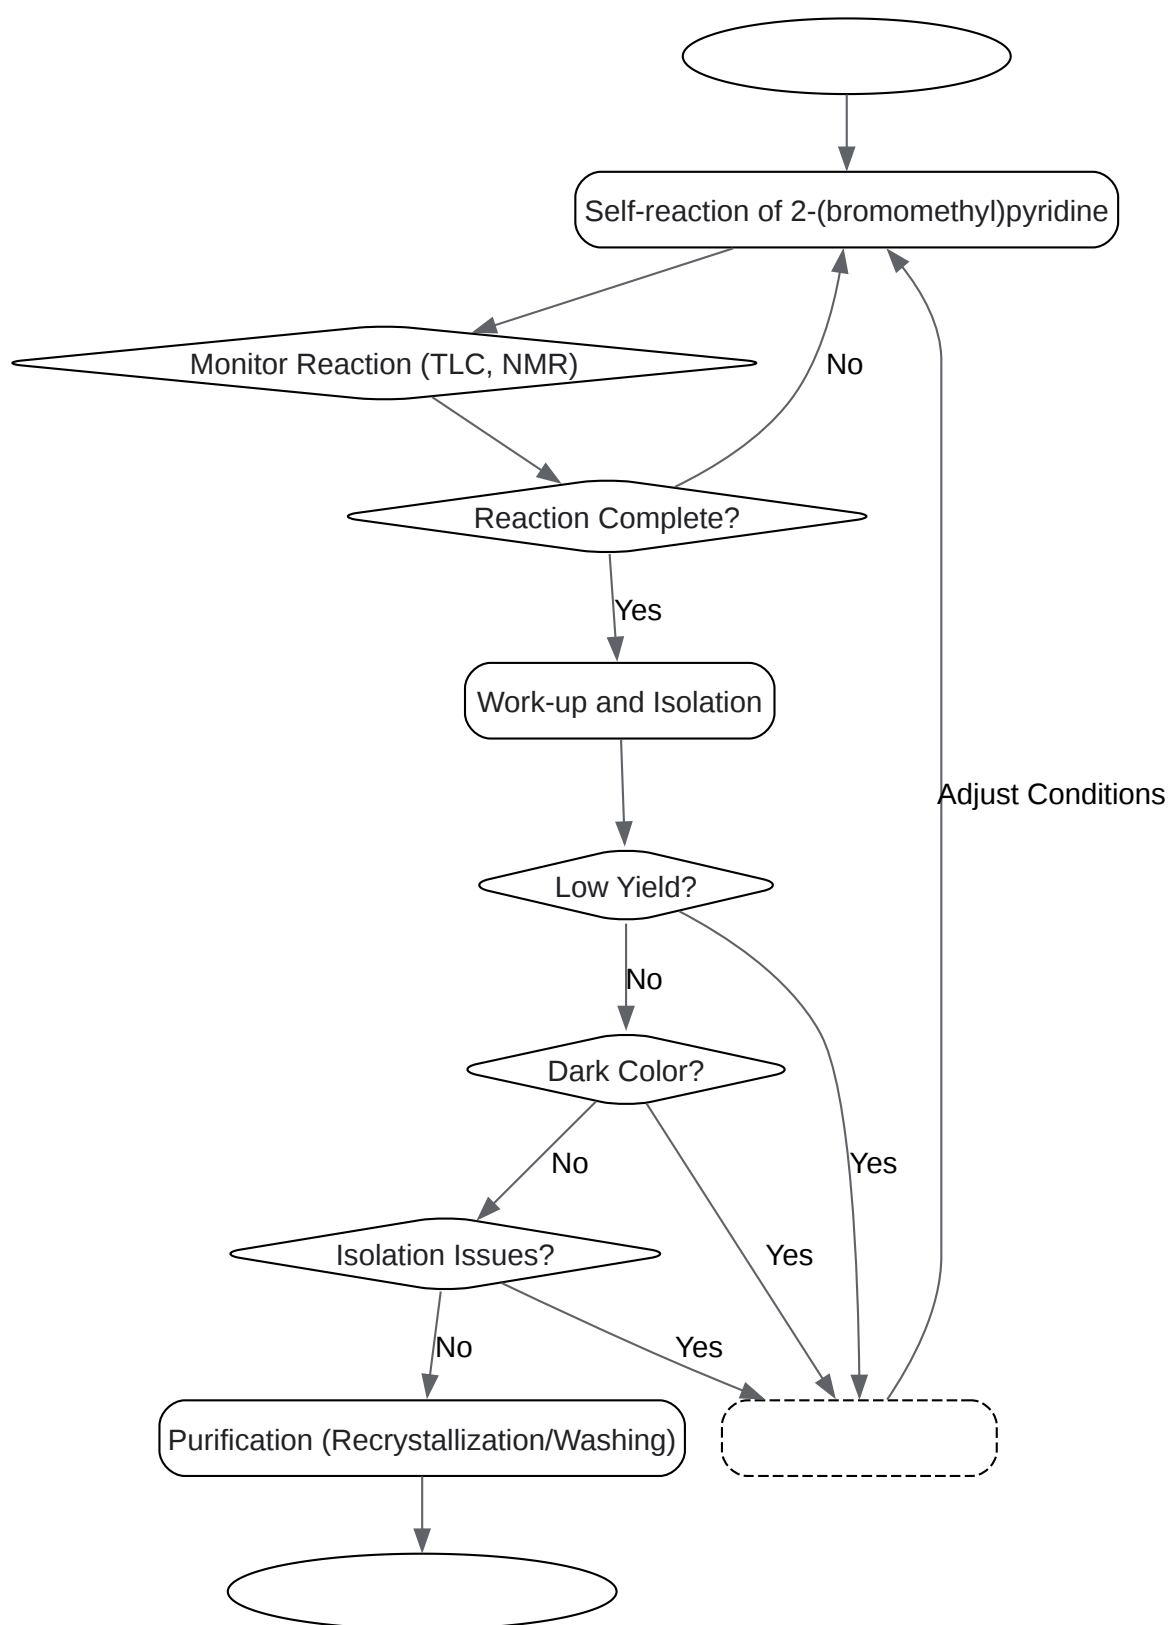 Self-reaction of 2-(bromomethyl)pyridine
Monitor Reaction (TLC, NMR)
No
Reaction Complete?
Yes
Work-up and Isolation
Adjust Conditions
Low Yield?
No
Dark Color?
No
Yes
Isolation Issues?
Yes
No
Yes
Purification (Recrystallization/Washing)